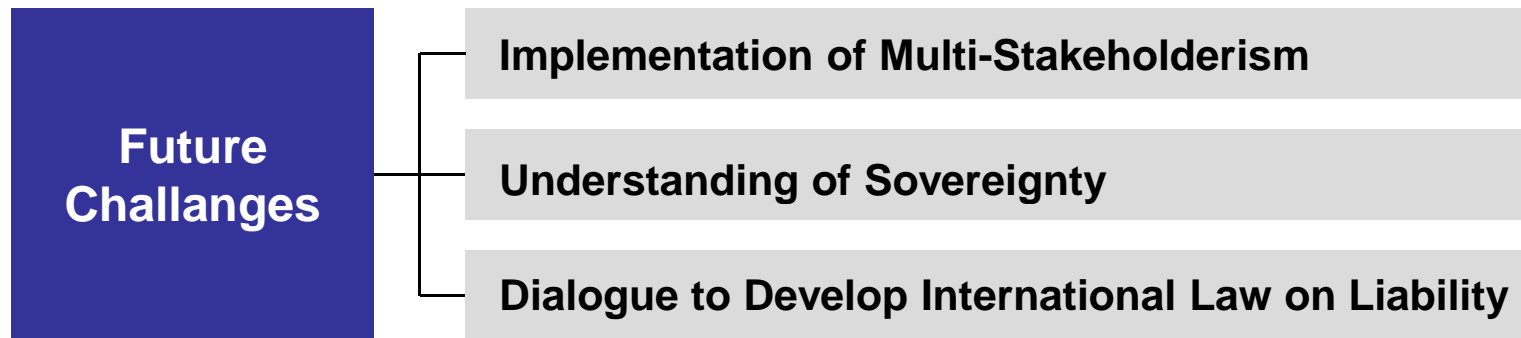 Future
Challanges
Implementation of Multi-Stakeholderism
Understanding of Sovereignty
Dialogue to Develop International Law on Liability